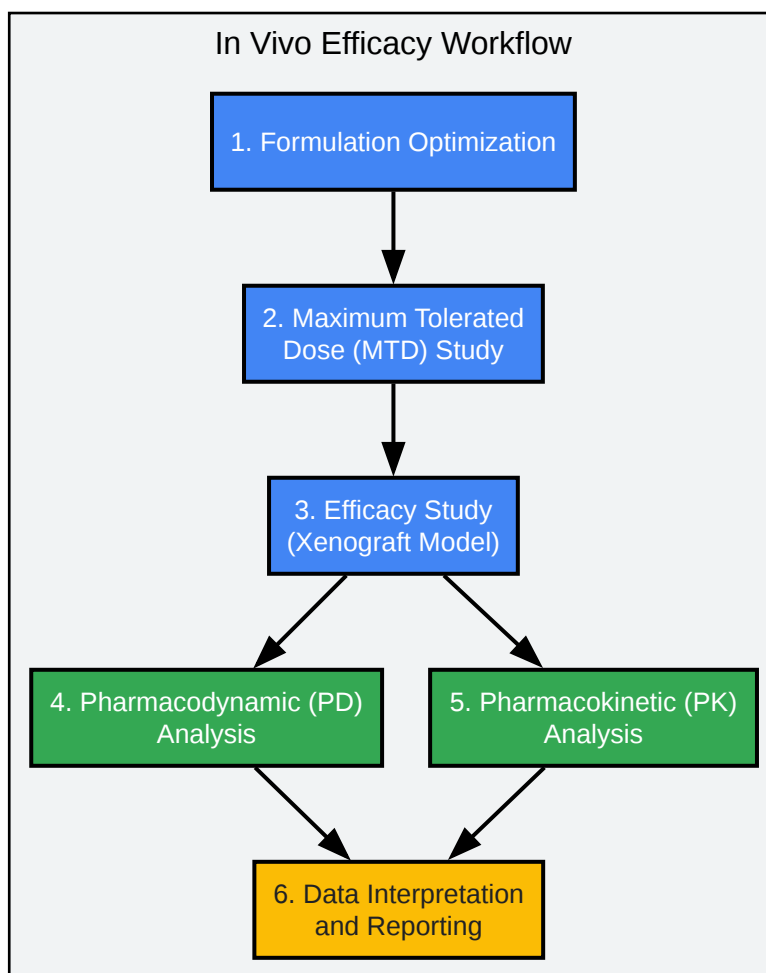 In Vivo Efficacy Workflow
1. Formulation Optimization
2. Maximum Tolerated
Dose (MTD) Study
3. Efficacy Study
(Xenograft Model)
4. Pharmacodynamic (PD)
Analysis
5. Pharmacokinetic (PK)
Analysis
6. Data Interpretation
and Reporting